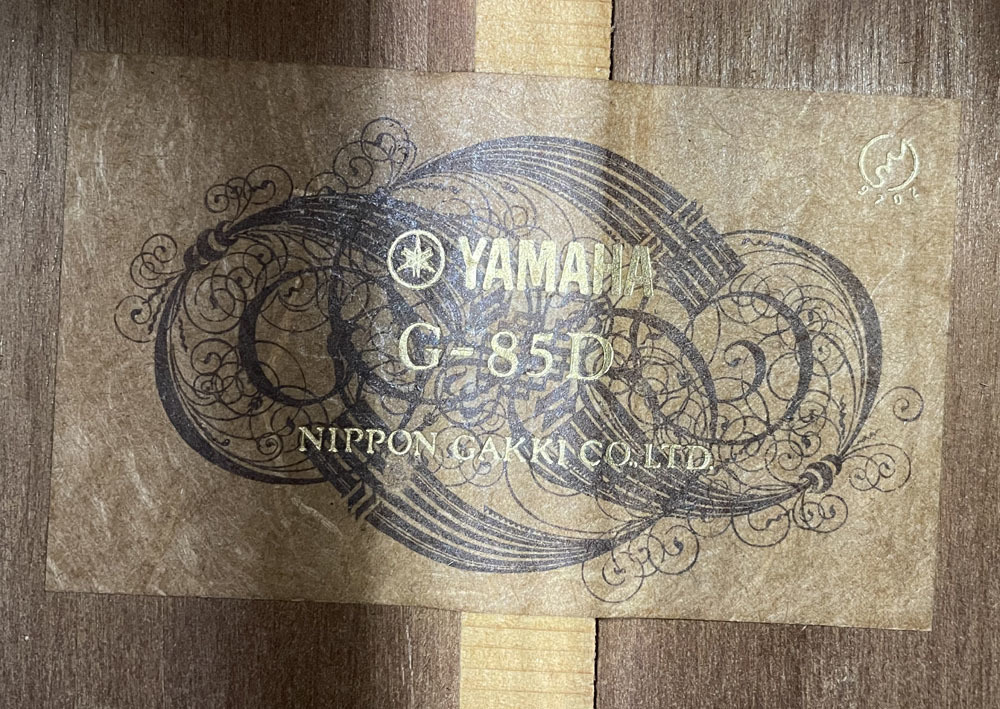 YAMAHA
G-85D
NIPPON GAKKI CO., LTD.